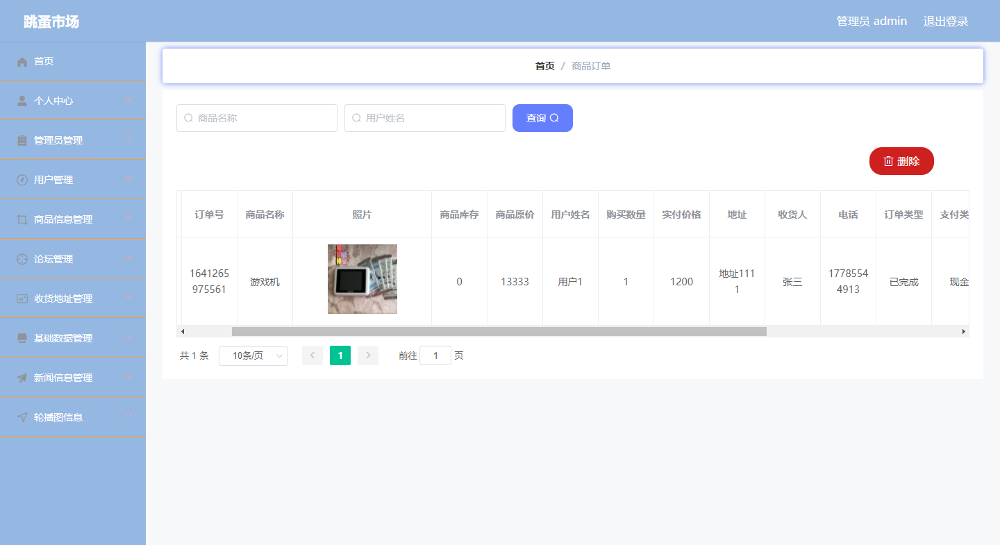 跳蚤市场
管理员 admin 退出登录
首页
个人中心
管理员管理
用户管理
商品信息管理
论坛管理
收货地址管理
基础数据管理
新闻信息管理
轮播图信息
首页 / 商品订单
商品名称 用户姓名 查询
删除
订单号 商品名称 照片 商品库存 商品原价 用户姓名 购买数量 实付价格 地址 收货人 电话 订单类型 支付类
1641265
975561
游戏机 0 13333 用户1 1 1200
地址111
1
张三
1778554
4913
已完成 现金
共 1 条 10条/页 1 前往 1 页